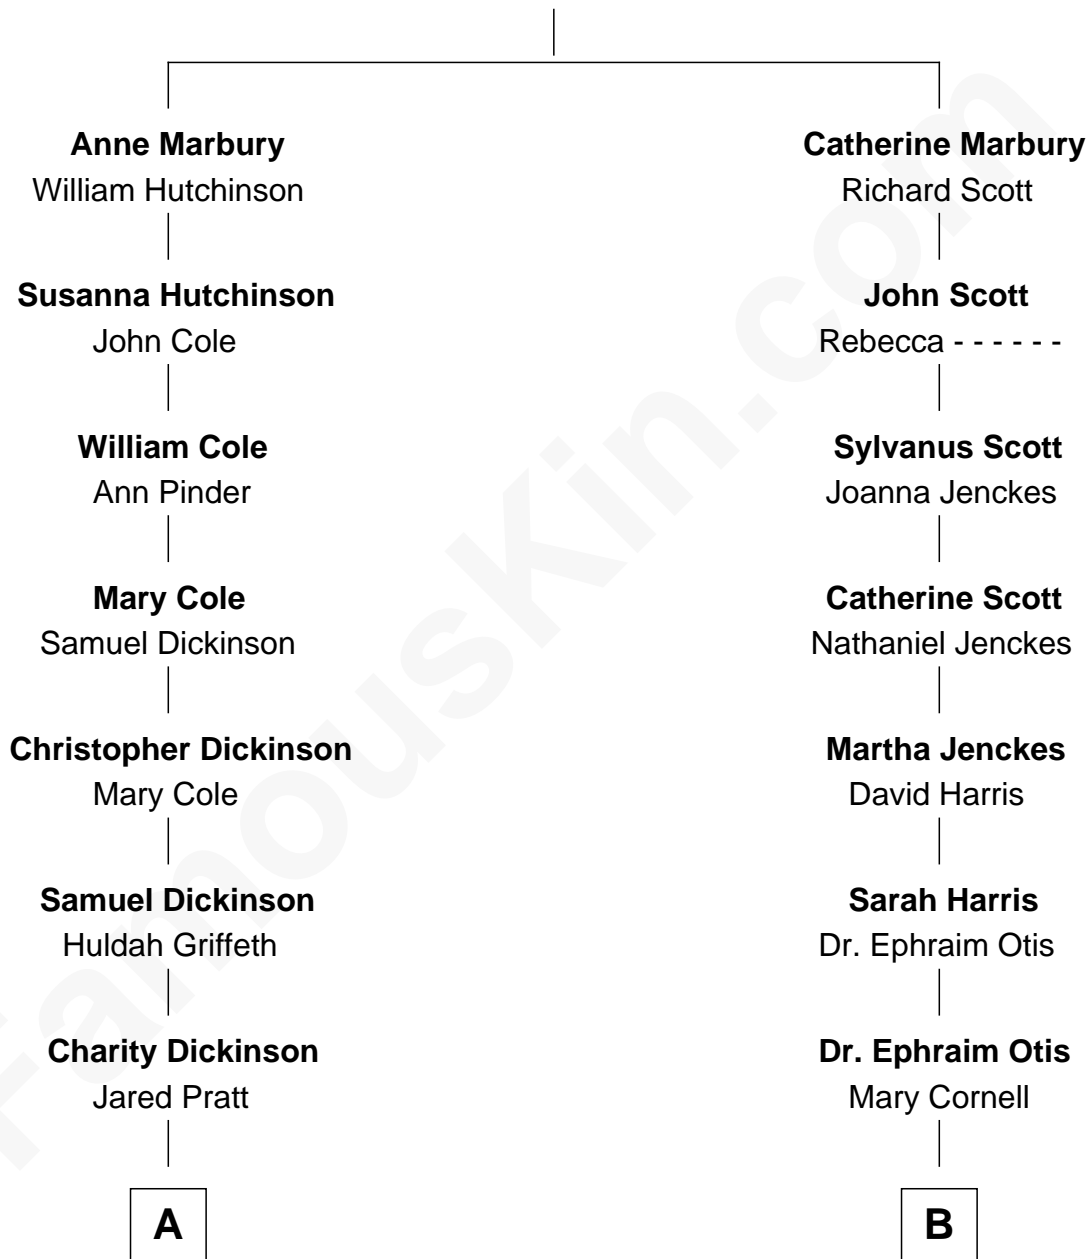 Anne Marbury
William Hutchinson
Susanna Hutchinson
John Cole
William Cole
Ann Pinder
Mary Cole
Samuel Dickinson
Christopher Dickinson
Mary Cole
Samuel Dickinson
Huldah Griffeth
Charity Dickinson
Jared Pratt
A
Catherine Marbury
Richard Scott
John Scott
Rebecca - - - - - -
Sylvanus Scott
Joanna Jenckes
Catherine Scott
Nathaniel Jenckes
Martha Jenckes
David Harris
Sarah Harris
Dr. Ephraim Otis
Dr. Ephraim Otis
Mary Cornell
B
FamousKin.com